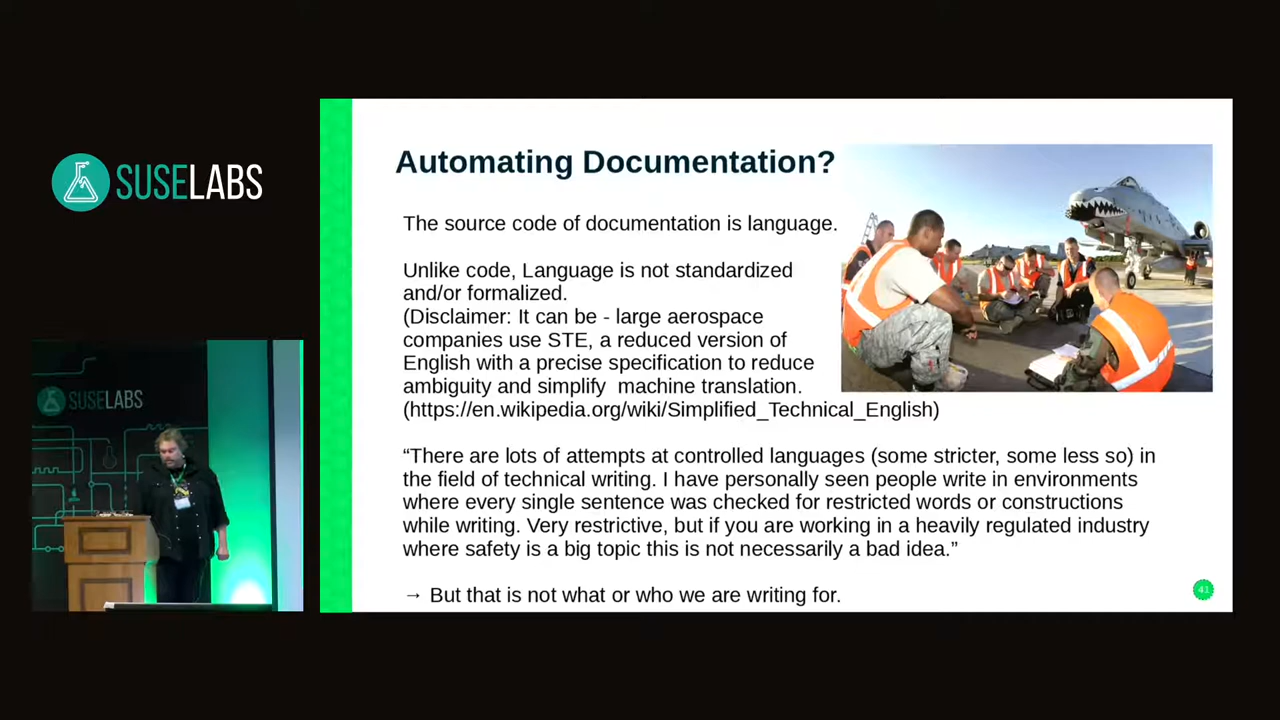 SUSELABS
Automating Documentation?
The source code of documentation is language.
Unlike code, Language is not standardized
and/or formalized.
(Disclaimer: It can be - large aerospace
companies use STE, a reduced version of
English with a precise specification to reduce
ambiguity and simplify machine translation.
(https://en.wikipedia.org/wiki/Simplified_Technical_English)
“There are lots of attempts at controlled languages (some stricter, some less so) in
the field of technical writing. I have personally seen people write in environments
where every single sentence was checked for restricted words or constructions
while writing. Very restrictive, but if you are working in a heavily regulated industry
where safety is a big topic this is not necessarily a bad idea.”
→ But that is not what or who we are writing for.
41
SUSELABS